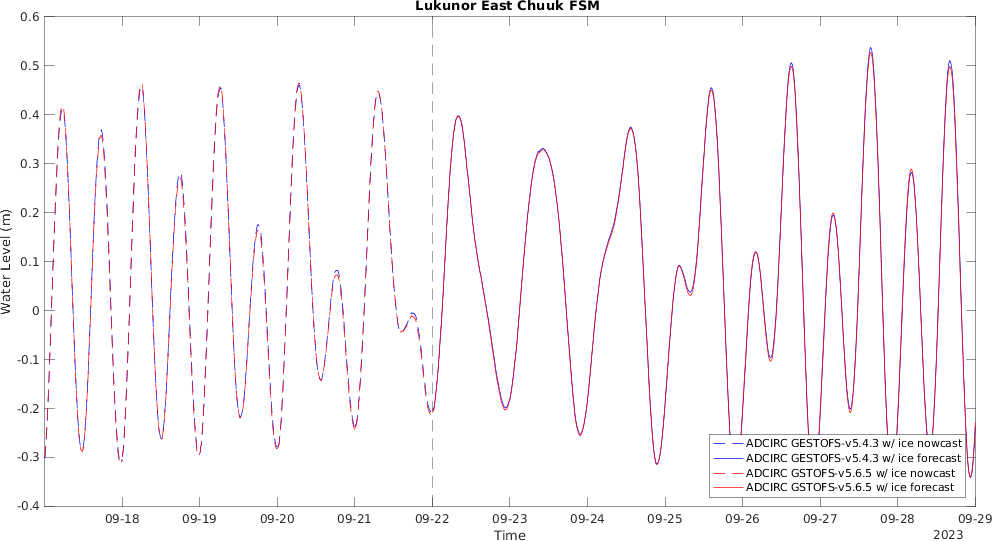 Lukunor East Chuuk FSM
Water Level (m)
0.6
0.5
0.4
0.3
0.2
0.1
0
-0.1
-0.2
-0.3
-0.4
ADCIRC GESTOFS-v5.4.3 w/ ice nowcast
ADCIRC GESTOFS-v5.4.3 w/ ice forecast
ADCIRC GSTOFS-v5.6.5 w/ ice nowcast
ADCIRC GSTOFS-v5.6.5 w/ ice forecast
09-18 09-19 09-20 09-21 09-22 09-23 09-24 09-25 09-26 09-27 09-28 09-29
Time
2023